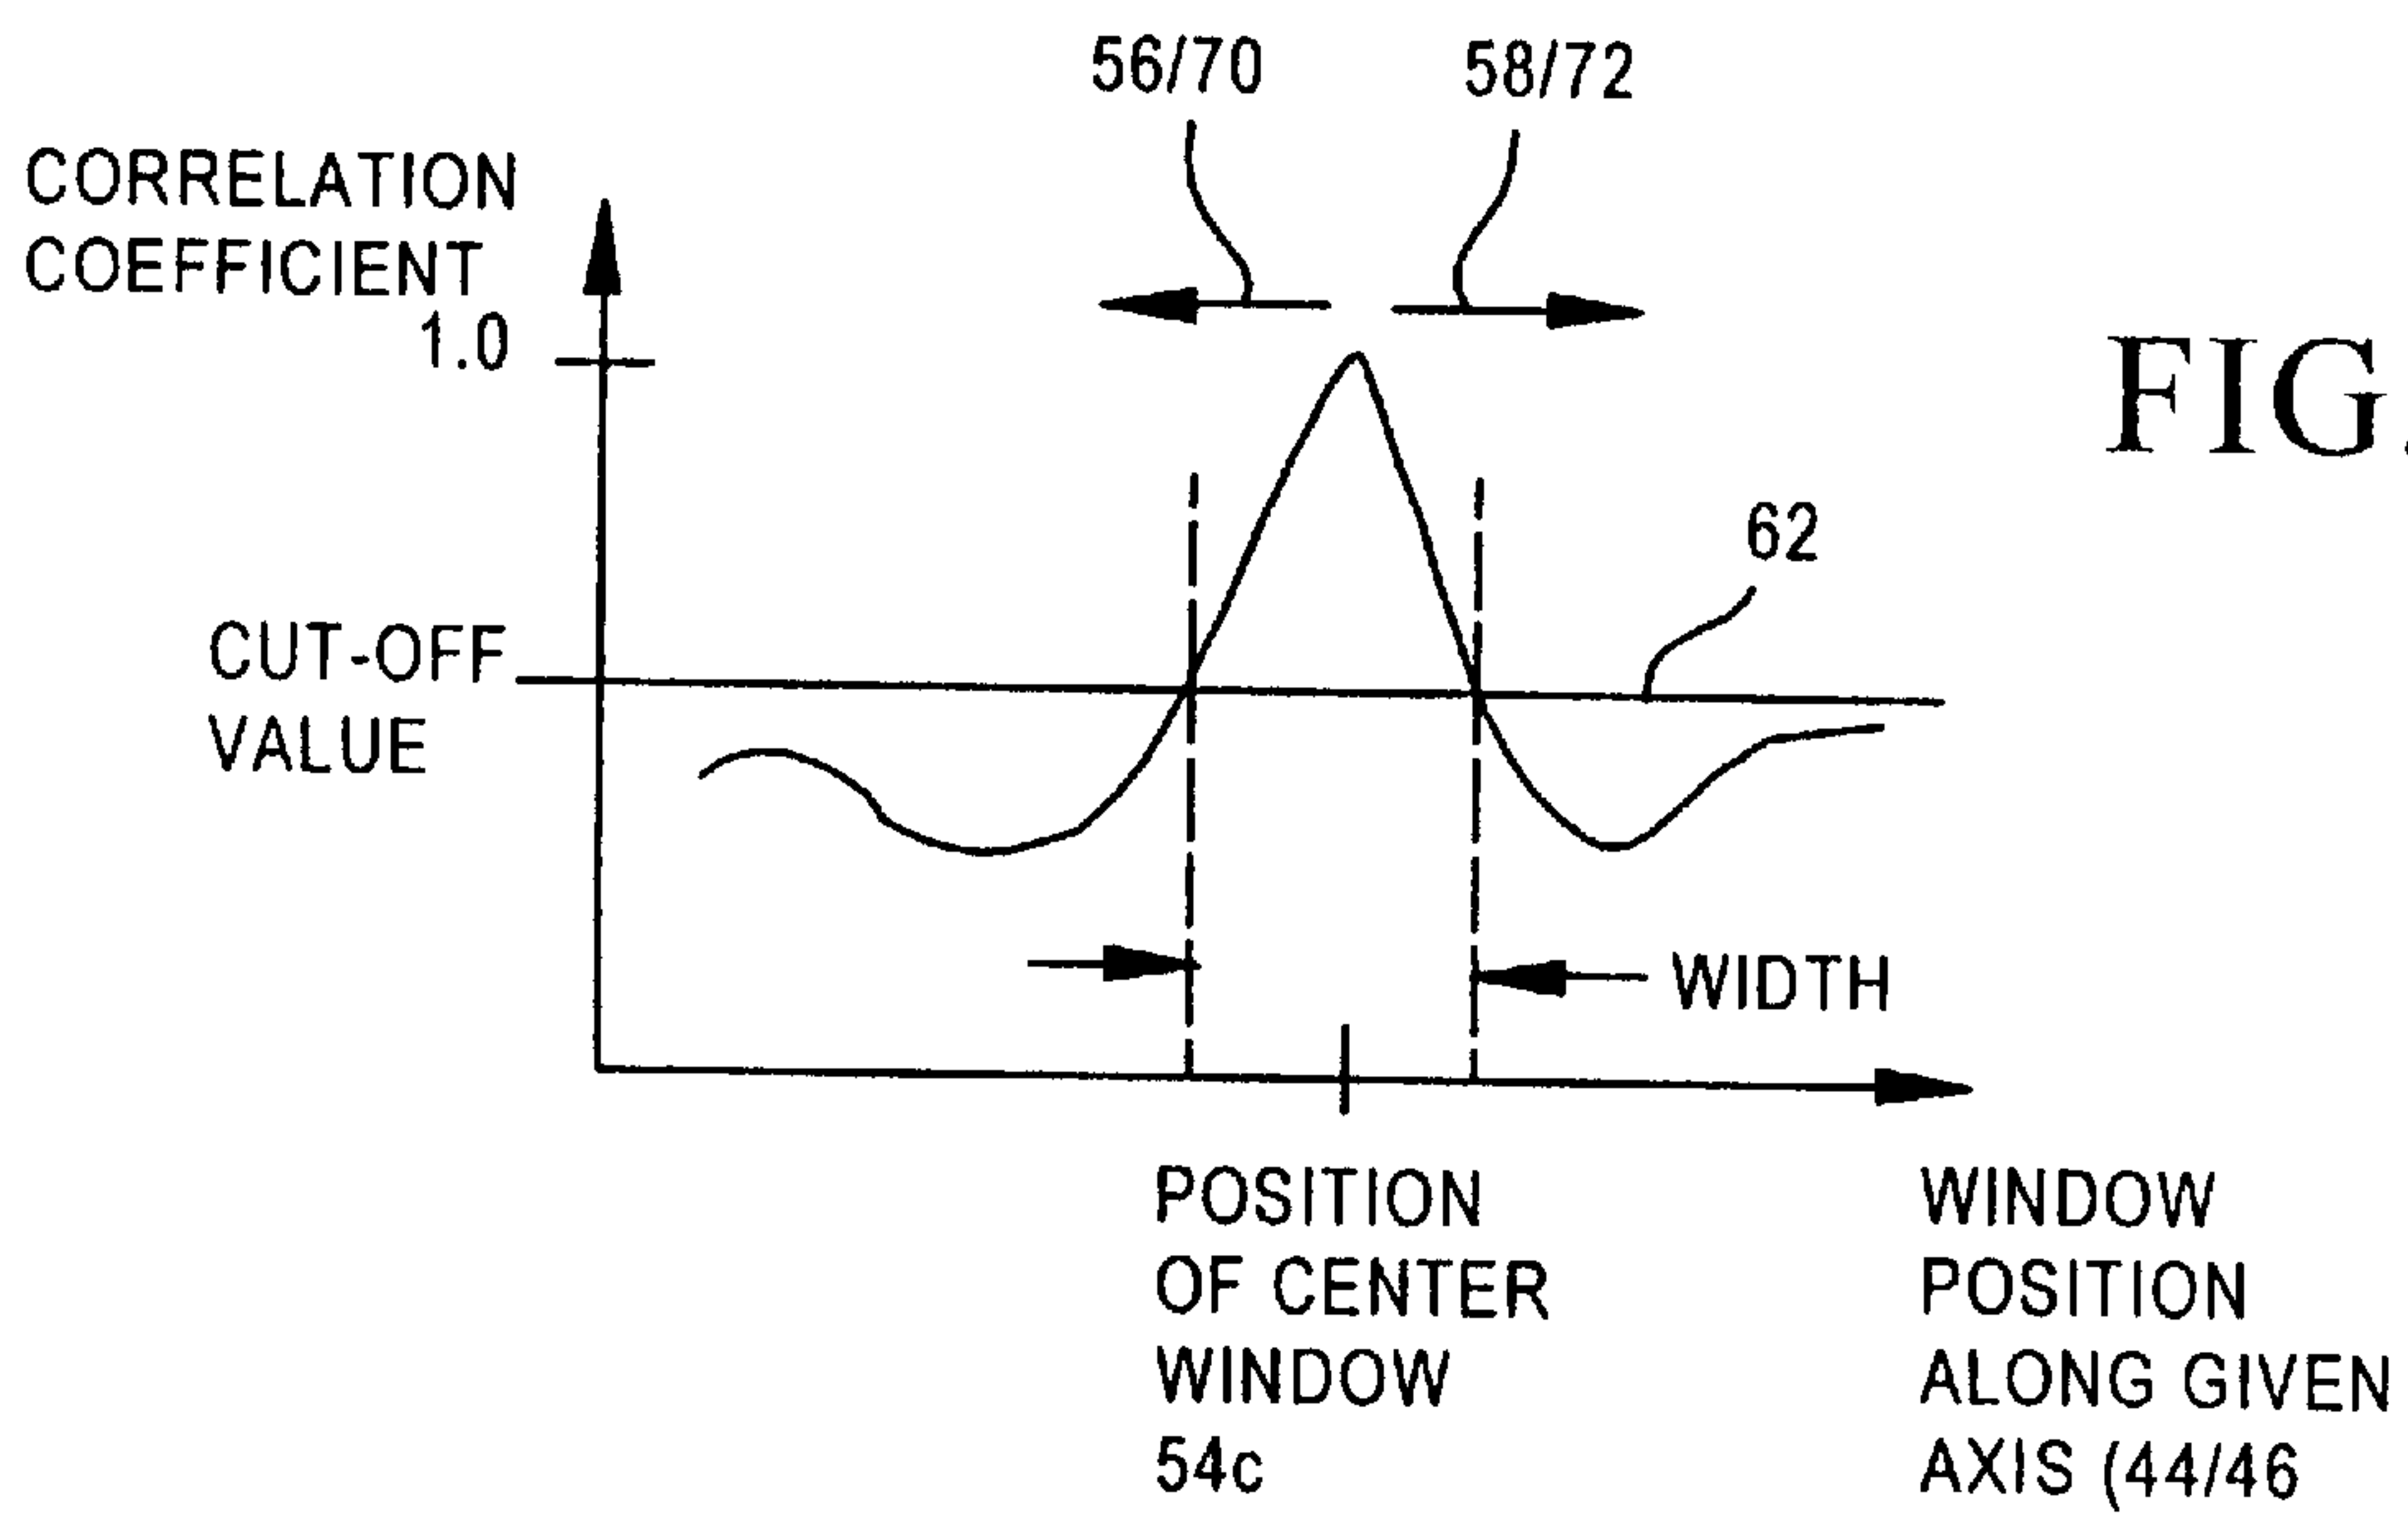 56/70
58/72
CORRELATION
COEFFICIENT
1.0
FIG.
62
CUT-OFF
VALUE
WIDTH
POSITION
OF CENTER
WINDOW
54c
WINDOW
POSITION
ALONG GIVEN
AXIS (44/46